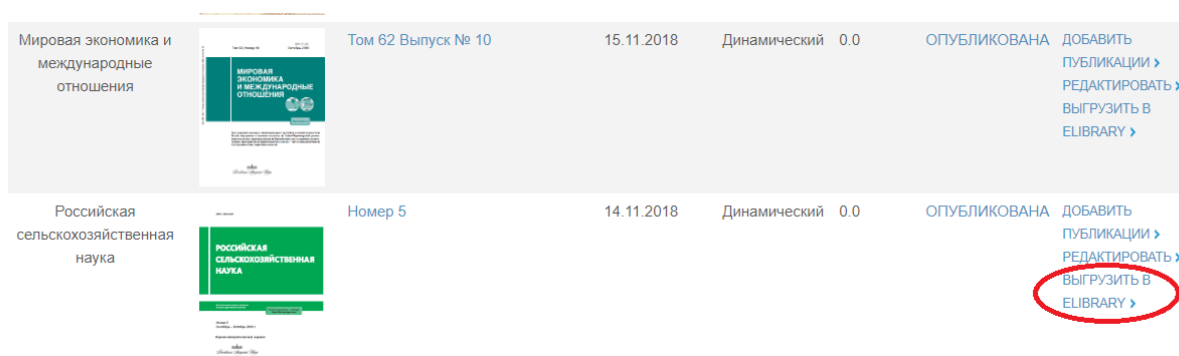 Мировая экономика и
международные
отношения
МИРОВАЯ
ЭКОНОМИКА
И МЕЖДУНАРОДНЫЕ
ОТНОШЕНИЯ
Том 62 Выпуск № 10
15.11.2018
Динамический
0.0
ОПУБЛИКОВАНА
ДОБАВИТЬ
ПУБЛИКАЦИИ >
РЕДАКТИРОВАТЬ >
ВЫГРУЗИТЬ В
ELIBRARY >
Российская
сельскохозяйственная
наука
РОССИЙСКАЯ
СЕЛЬСКОХОЗЯЙСТВЕННАЯ
НАУКА
Номер 5
14.11.2018
Динамический
0.0
ОПУБЛИКОВАНА
ДОБАВИТЬ
ПУБЛИКАЦИИ >
РЕДАКТИРОВАТЬ >
ВЫГРУЗИТЬ В
ELIBRARY >